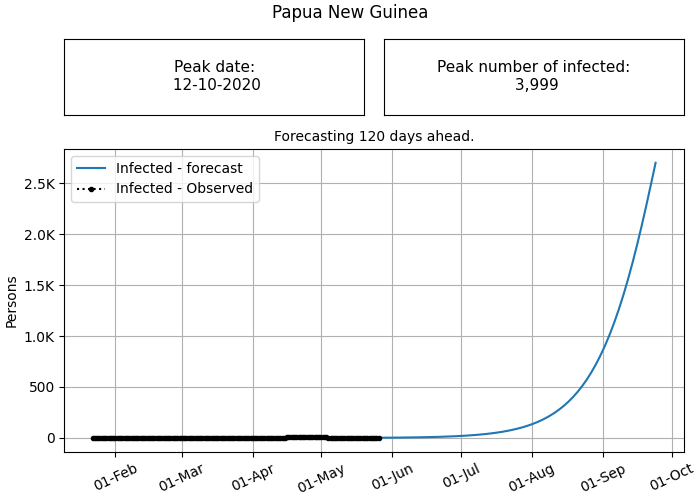 Papua New Guinea
Peak date:
12-10-2020
Peak number of infected:
3,999
Forecasting 120 days ahead.
Infected - forecast
Infected - Observed
2.5K
2.0K
1.5K
1.0K
500
0
Persons
01-Feb
01-Mar
01-Apr
01-May
01-Jun
01-Jul
01-Aug
01-Sep
01-Oct